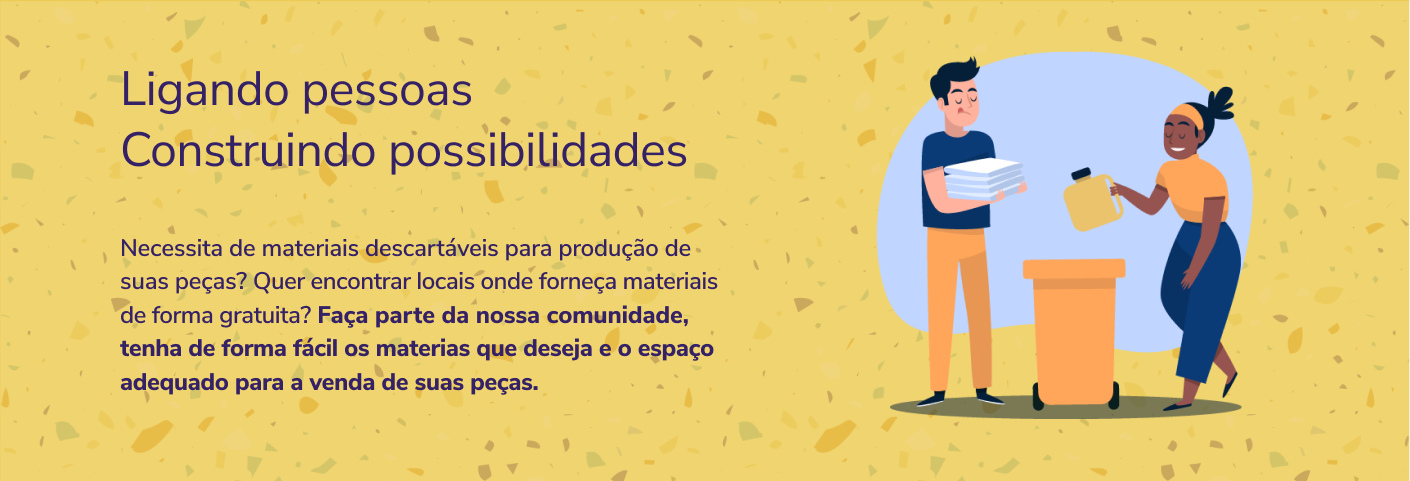 Ligando pessoas
Construindo possibilidades
Necessita de materiais descartáveis para produção de
suas peças? Quer encontrar locais onde forneça materiais
de forma gratuita? Faça parte da nossa comunidade,
tenha de forma fácil os materias que deseja e o espaço
adequado para a venda de suas peças.